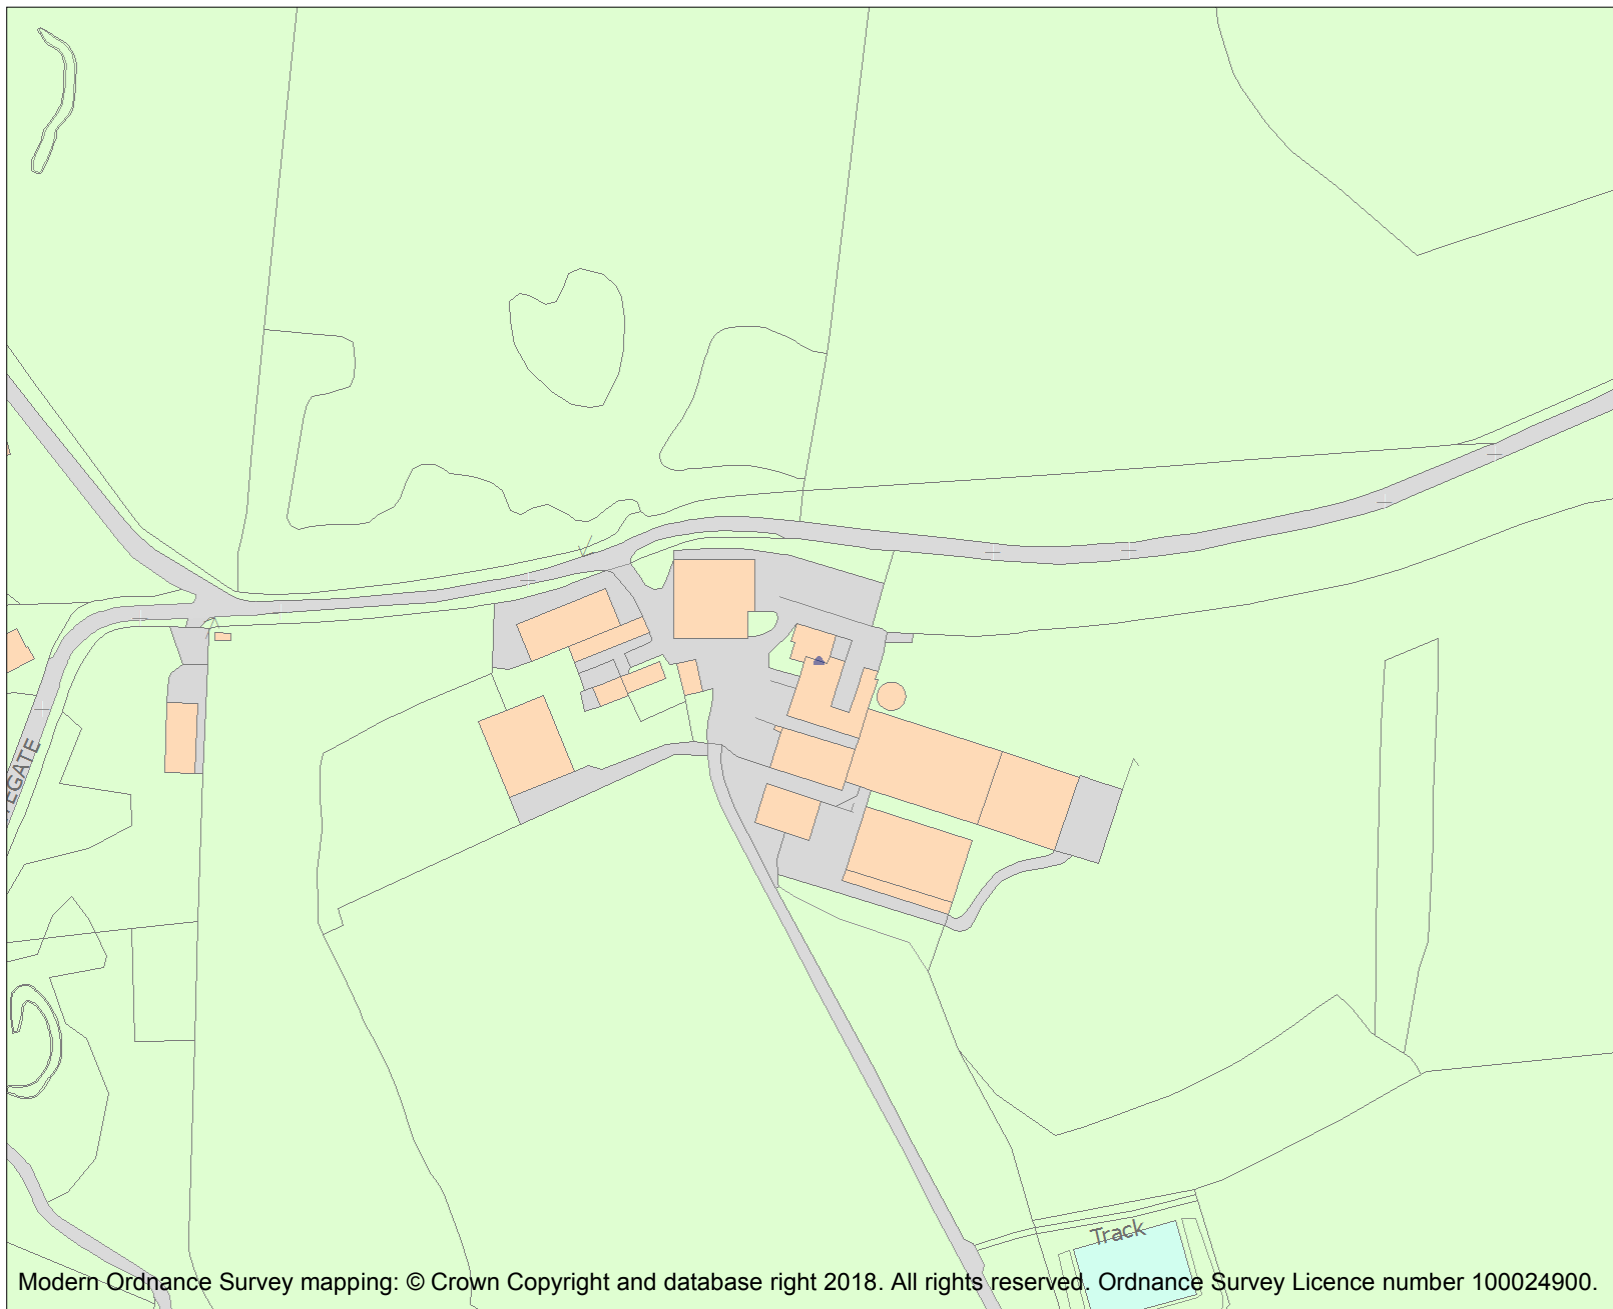 EGATE
Track
Modern Ordnance Survey mapping: © Crown Copyright and database right 2018. All rights reserved. Ordnance Survey Licence number 100024900.